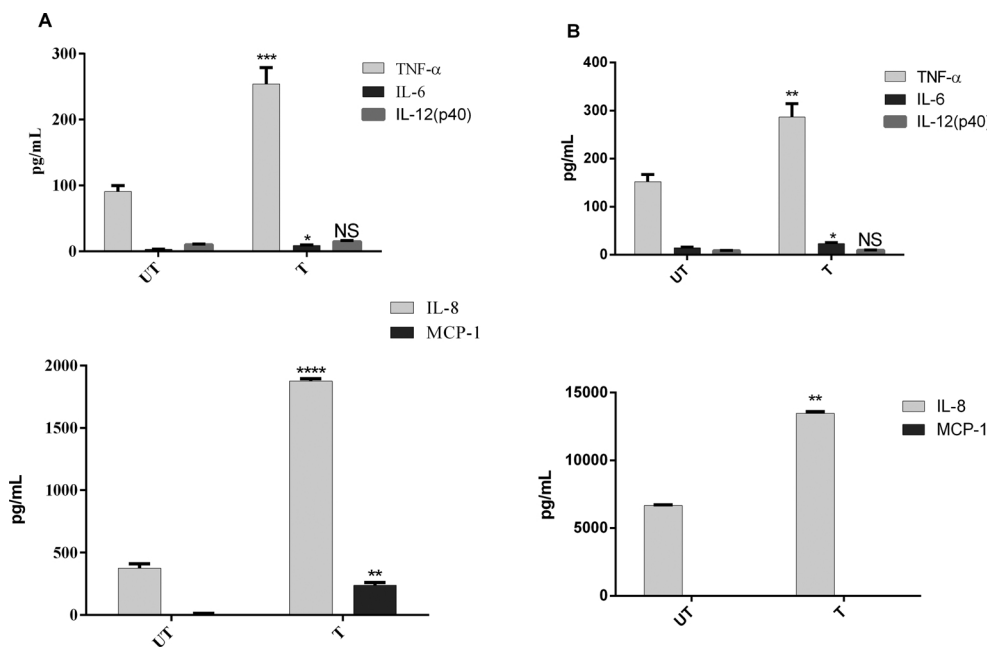 A
300
200
100
0
pg/mL
***
*
NS
UT
T
TNF-α
IL-6
IL-12(p40)
B
400
300
200
100
0
pg/mL
**
*
NS
UT
T
TNF-α
IL-6
IL-12(p40)
IL-8
MCP-1
2000
1500
1000
500
0
pg/mL
****
**
UT
T
15000
10000
5000
0
pg/mL
**
UT
T
IL-8
MCP-1